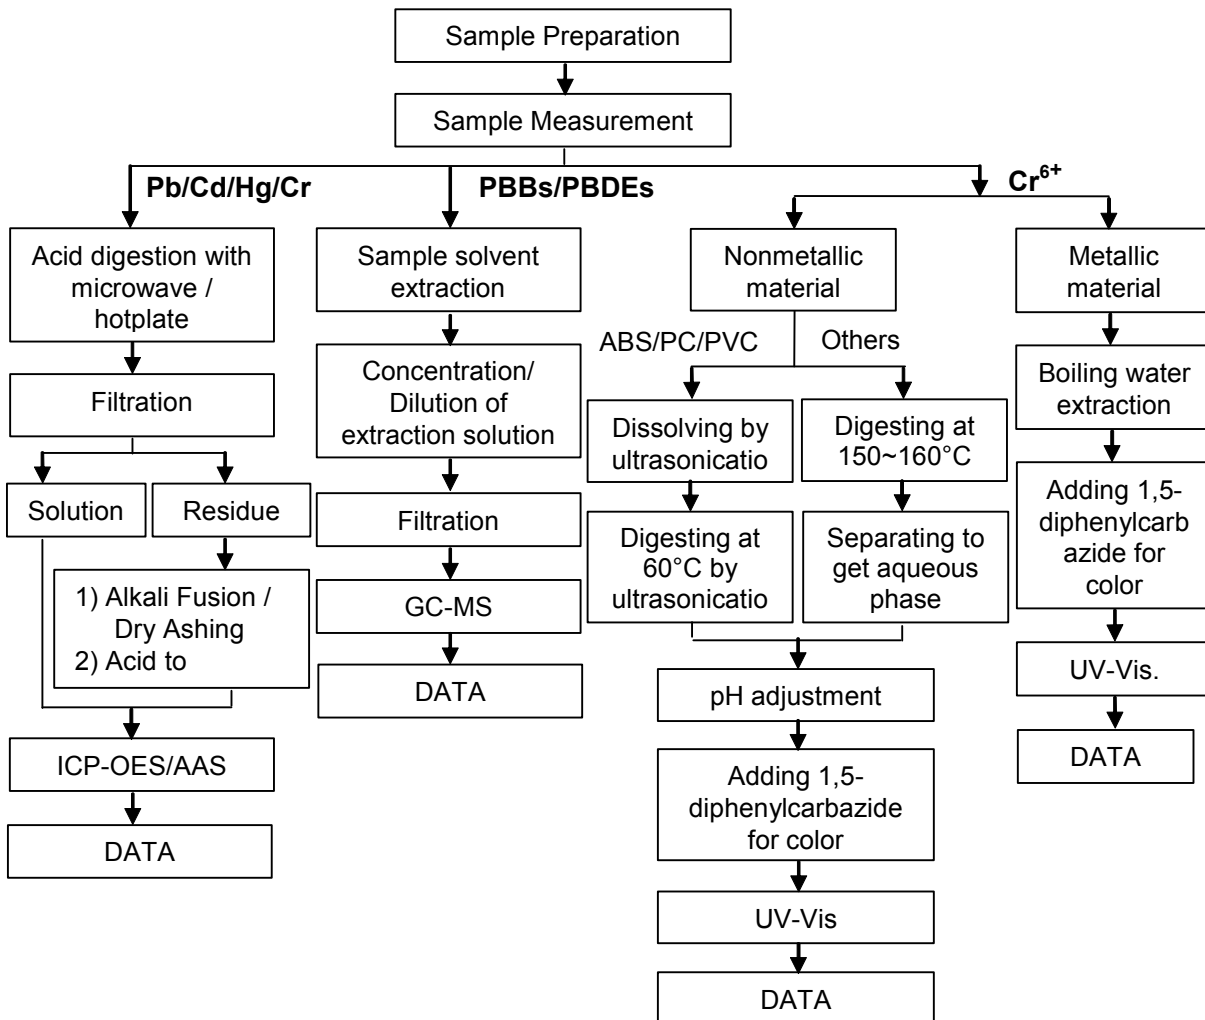 Sample Preparation
Sample Measurement
Pb/Cd/Hg/Cr
PBBs/PBDEs
Cr⁶⁺
Acid digestion with
microwave /
hotplate
Filtration
Solution
Residue
1) Alkali Fusion /
Dry Ashing
2) Acid to
ICP-OES/AAS
DATA
Sample solvent
extraction
Concentration/
Dilution of
extraction solution
Filtration
GC-MS
DATA
Nonmetallic
material
ABS/PC/PVC
Others
Dissolving by
ultrasonicatio
Digesting at
60°C by
ultrasonicatio
Digesting at
150~160°C
Separating to
get aqueous
phase
pH adjustment
Adding 1,5-
diphenylcarbazide
for color
UV-Vis
DATA
Metallic
material
Boiling water
extraction
Adding 1,5-
diphenylcarb
azide for
color
UV-Vis.
DATA